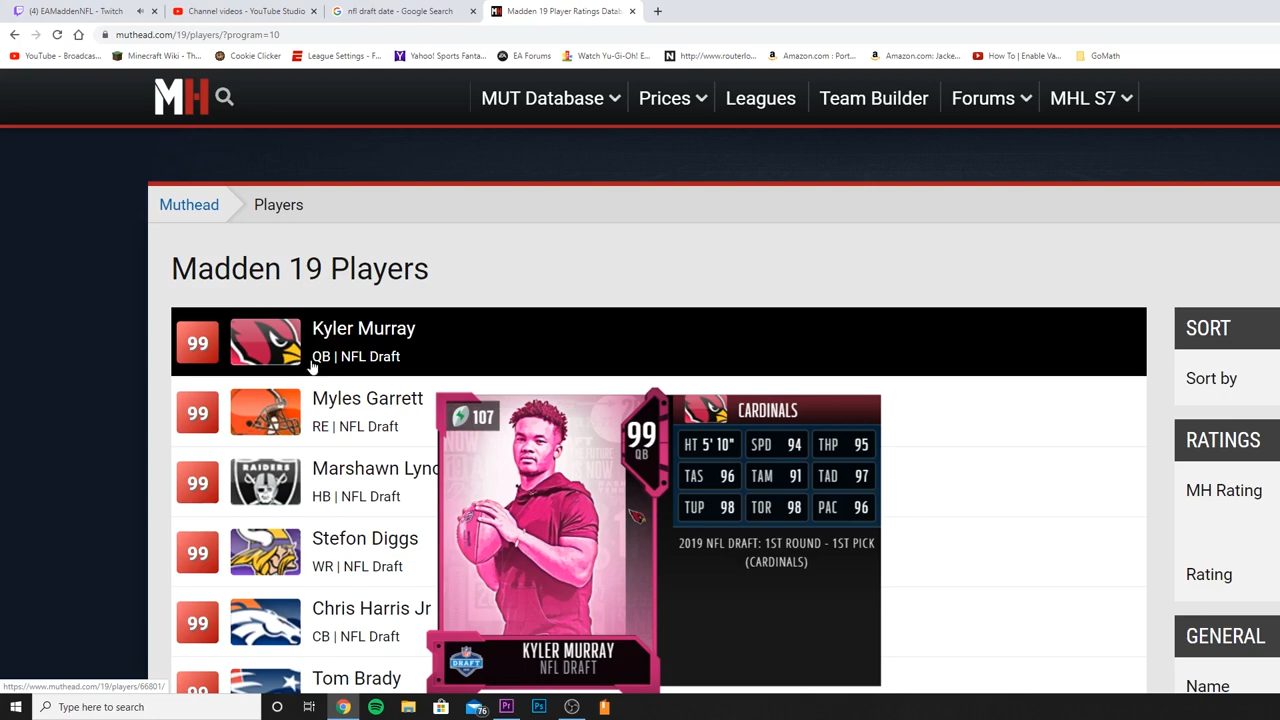 (4) EAMaddenNFL - Twitch
Channel videos - YouTube Studio
nfl draft date - Google Search
Madden 19 Player Ratings Datab
muthead.com/19/players/?program=10
YouTube - Broadcas...
Minecraft Wiki - Th...
Cookie Clicker
League Settings - F...
Yahoo! Sports Fanta...
EA Forums
Watch Yu-Gi-Oh! E...
http://www.routerlo...
Amazon.com : Port...
Amazon.com: Jacke...
How To | Enable Va...
GoMath
MH
MUT Database
Prices
Leagues
Team Builder
Forums
MHL S7
Muthead
Players
Madden 19 Players
99
Kyler Murray
QB | NFL Draft
99
Myles Garrett
RE | NFL Draft
99
Marshawn Lync
HB | NFL Draft
99
Stefon Diggs
WR | NFL Draft
99
Chris Harris Jr
CB | NFL Draft
99
Tom Brady
107
99
QB
KYLER MURRAY
NFL DRAFT
DRAFT
CARDINALS
HT 5' 10" SPD 94 THP 95
TAS 96 TAM 91 TAD 97
TUP 98 TOR 98 PAC 96
2019 NFL DRAFT: 1ST ROUND - 1ST PICK
(CARDINALS)
SORT
Sort by
RATINGS
MH Rating
Rating
GENERAL
Name
https://www.muthead.com/19/players/66801/
Type here to search
76
Pr
Ps